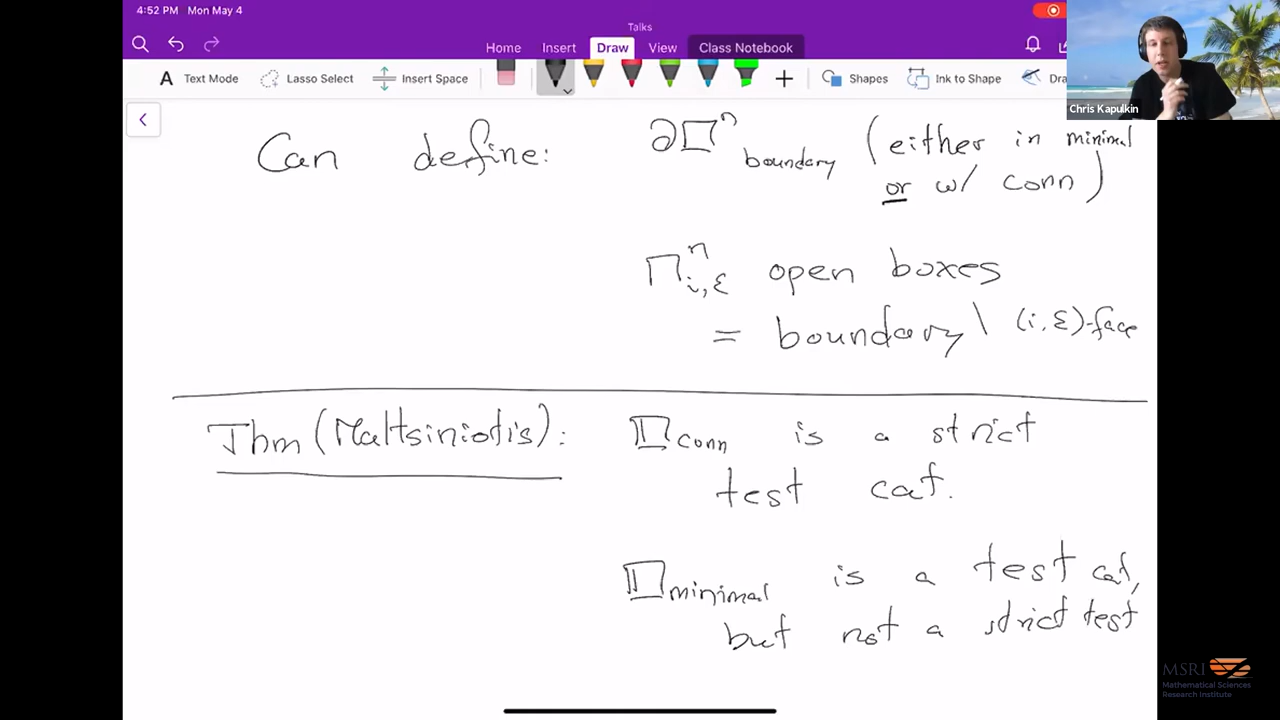 4:52 PM Mon May 4
Talks
Home Insert Draw View Class Notebook
Text Mode Lasso Select Insert Space Shapes Ink to Shape
Chris Kapulkin
Can define: ∂□ⁿ boundary (either in minimal
or w/ conn)
⊓ⁿᵢ,ε open boxes
= boundary \ (i,ε)-face
Thm (Maltsiniotis): □conn is a strict
test cat.
□minimal is a test cat,
but not a strict test
MSRI
Mathematical Sciences
Research Institute